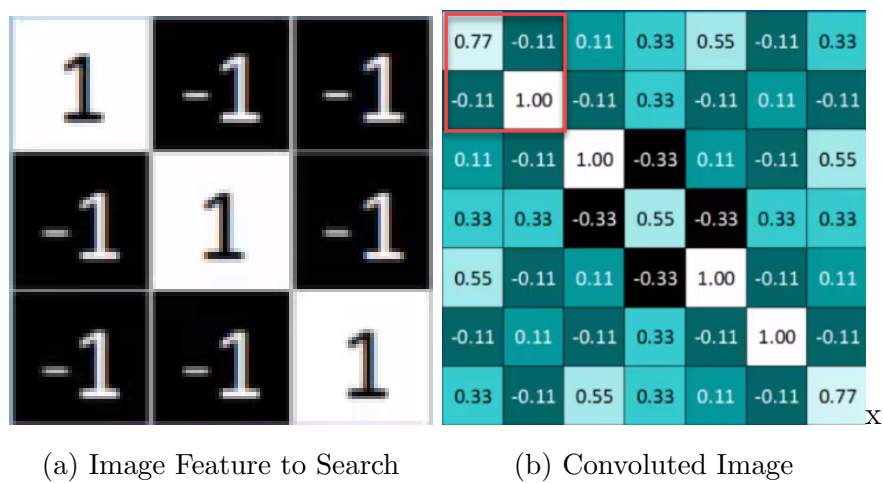 1 -1 -1
-1 1 -1
-1 -1 1
0.77 -0.11 0.11 0.33 0.55 -0.11 0.33
-0.11 1.00 -0.11 0.33 -0.11 0.11 -0.11
0.11 -0.11 1.00 -0.33 0.11 -0.11 0.55
0.33 0.33 -0.33 0.55 -0.33 0.33 0.33
0.55 -0.11 0.11 -0.33 1.00 -0.11 0.11
-0.11 0.11 -0.11 0.33 -0.11 1.00 -0.11
0.33 -0.11 0.55 0.33 0.11 -0.11 0.77
x
(a) Image Feature to Search
(b) Convoluted Image